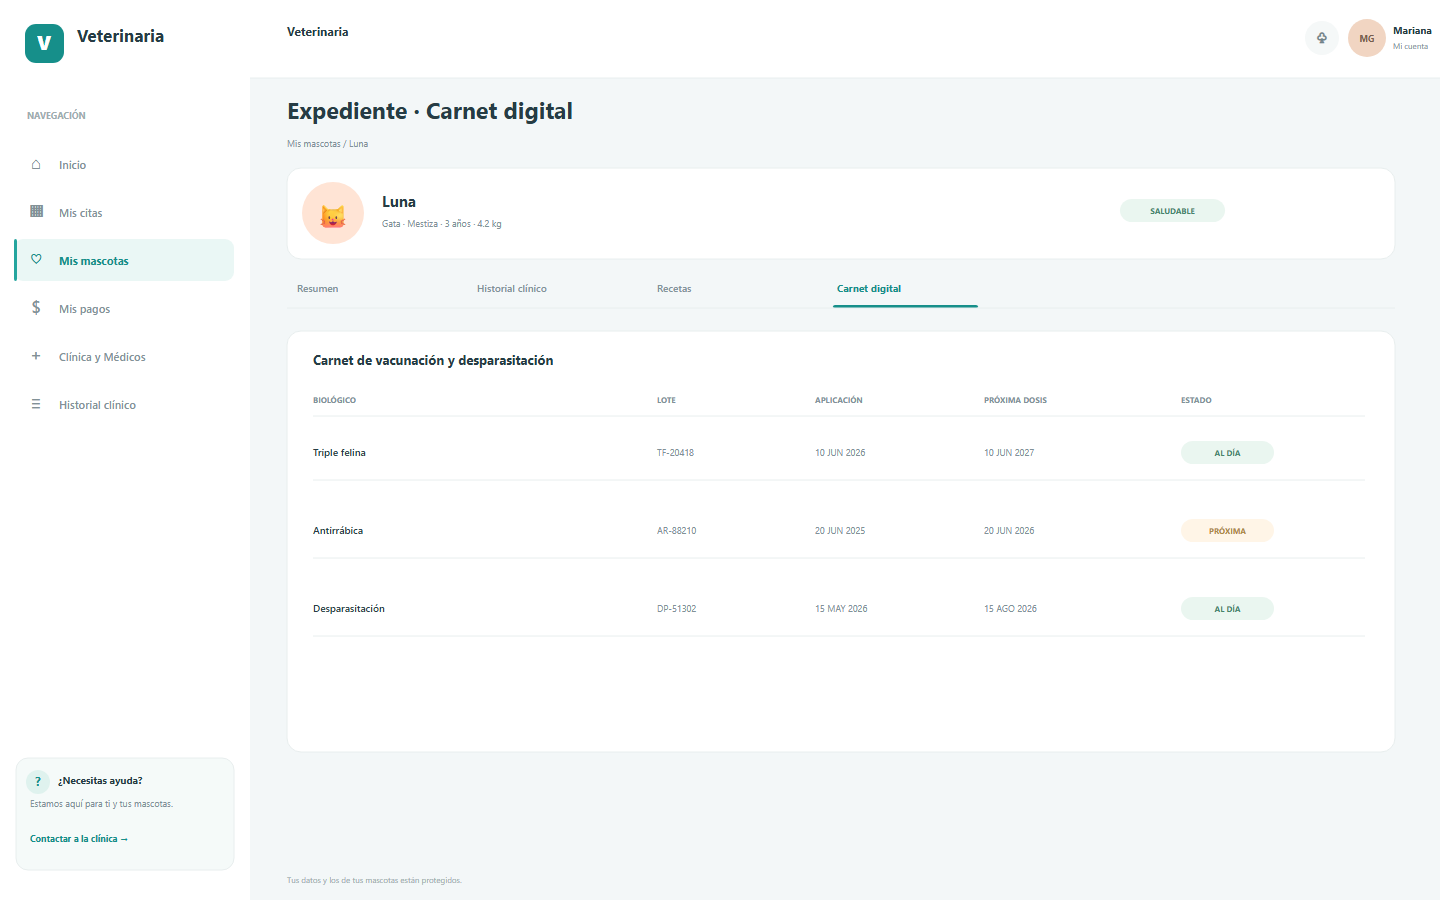 V
Veterinaria
Veterinaria
MG
Mariana
Mi cuenta
NAVEGACIÓN
Inicio
Mis citas
Mis mascotas
$ Mis pagos
+ Clínica y Médicos
Historial clínico
Expediente · Carnet digital
Mis mascotas / Luna
Luna
Gata · Mestiza · 3 años · 4.2 kg
SALUDABLE
Resumen Historial clínico Recetas Carnet digital
Carnet de vacunación y desparasitación
BIOLÓGICO LOTE APLICACIÓN PRÓXIMA DOSIS ESTADO
Triple felina TF-20418 10 JUN 2026 10 JUN 2027 AL DÍA
Antirrábica AR-88210 20 JUN 2025 20 JUN 2026 PRÓXIMA
Desparasitación DP-51302 15 MAY 2026 15 AGO 2026 AL DÍA
? ¿Necesitas ayuda?
Estamos aquí para ti y tus mascotas.
Contactar a la clínica →
Tus datos y los de tus mascotas están protegidos.